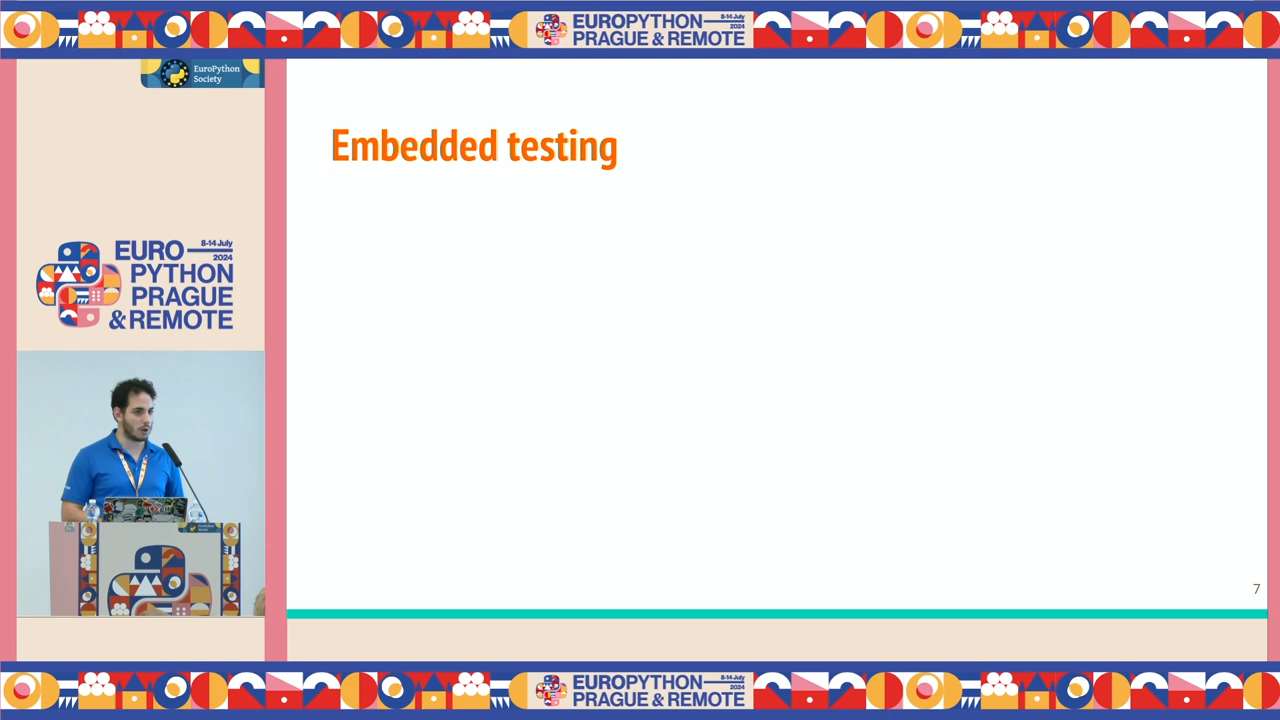 EUROPYTHON
8-14 July
2024
PRAGUE & REMOTE
EuroPython
Society
Embedded testing
EURO
8-14 July
2024
PYTHON
PRAGUE
& REMOTE
7
EUROPYTHON
8-14 July
2024
PRAGUE & REMOTE